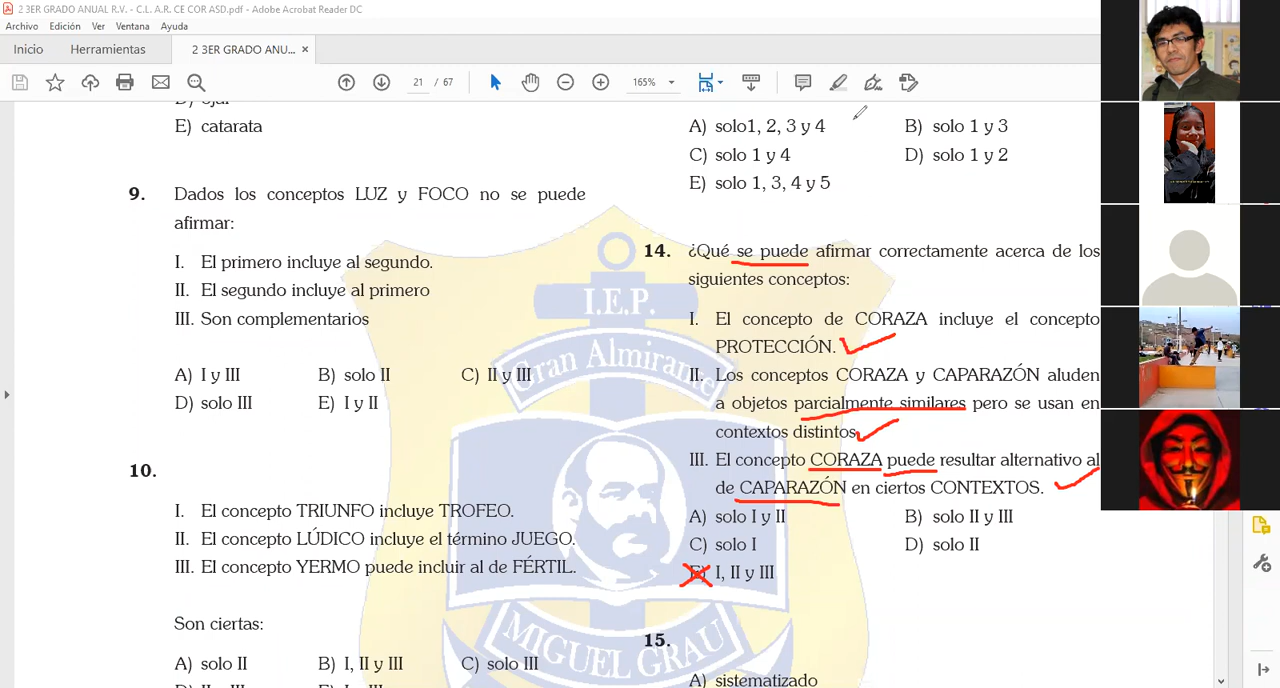 2 3ER GRADO ANUAL R.V. - C.L. A.R. CE COR ASD.pdf - Adobe Acrobat Reader DC
Archivo Edición Ver Ventana Ayuda
Inicio Herramientas 2 3ER GRADO ANU... ×
21 / 67 165%
E) catarata
9. Dados los conceptos LUZ y FOCO no se puede
afirmar:
I. El primero incluye al segundo.
II. El segundo incluye al primero
III. Son complementarios
A) I y III B) solo II C) II y III
D) solo III E) I y II
10.
I. El concepto TRIUNFO incluye TROFEO.
II. El concepto LÚDICO incluye el término JUEGO.
III. El concepto YERMO puede incluir al de FÉRTIL.
Son ciertas:
A) solo II B) I, II y III C) solo III
A) solo1, 2, 3 y 4 B) solo 1 y 3
C) solo 1 y 4 D) solo 1 y 2
E) solo 1, 3, 4 y 5
14. ¿Qué se puede afirmar correctamente acerca de los
siguientes conceptos:
I. El concepto de CORAZA incluye el concepto
PROTECCIÓN.
II. Los conceptos CORAZA y CAPARAZÓN aluden
a objetos parcialmente similares pero se usan en
contextos distintos
III. El concepto CORAZA puede resultar alternativo al
de CAPARAZÓN en ciertos CONTEXTOS.
A) solo I y II B) solo II y III
C) solo I D) solo II
E) I, II y III
15.
A) sistematizado
I.E.P.
Gran Almirante
MIGUEL GRAU